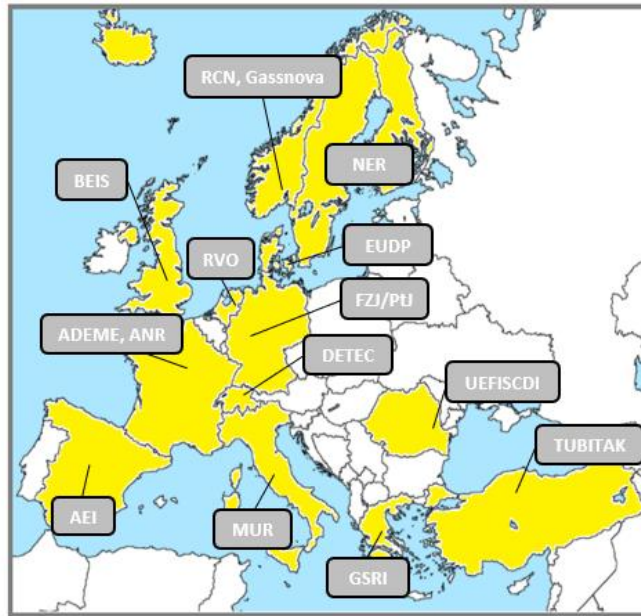 RCN, Gassnova
NER
BEIS
EUDP
RVO
FZJ/PtJ
ADEME, ANR
DETEC
UEFISCDI
TUBITAK
AEI
MUR
GSRI